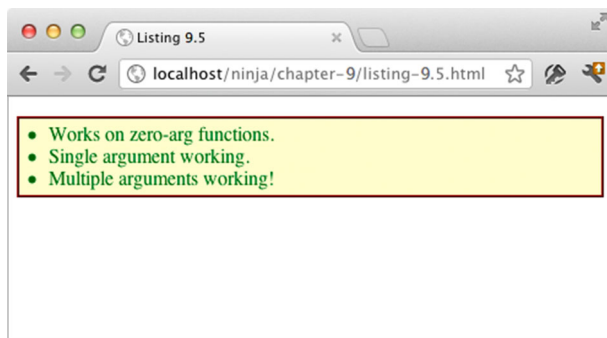 Listing 9.5
localhost/ninja/chapter-9/listing-9.5.html
Works on zero-arg functions.
Single argument working.
Multiple arguments working!